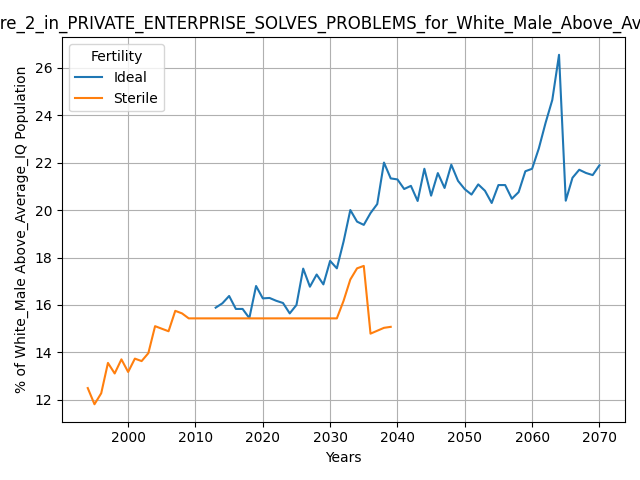 re_2_in_PRIVATE_ENTERPRISE_SOLVES_PROBLEMS_for_White_Male_Above_Av
Fertility
Ideal
Sterile
% of White_Male Above_Average_IQ Population
26
24
22
20
18
16
14
12
2000 2010 2020 2030 2040 2050 2060 2070
Years